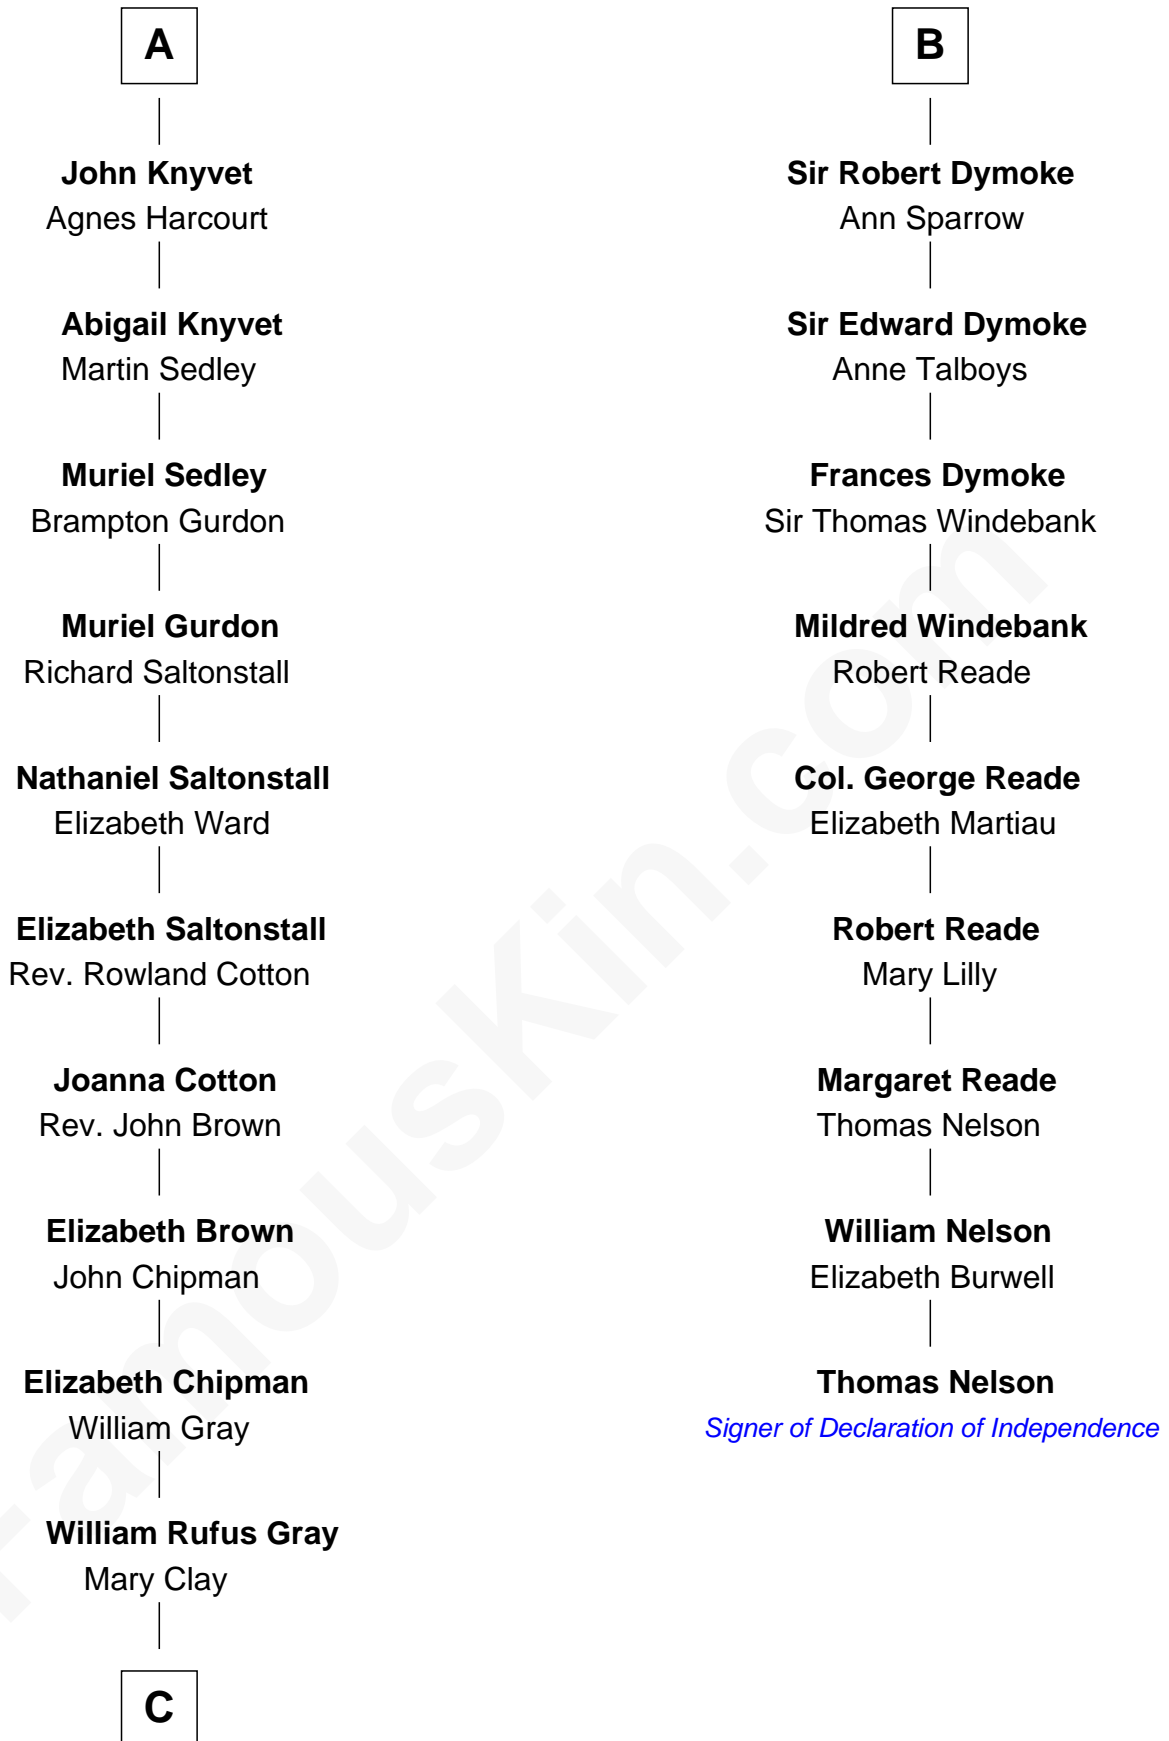 A
John Knyvet
Agnes Harcourt
Abigail Knyvet
Martin Sedley
Muriel Sedley
Brampton Gurdon
Muriel Gurdon
Richard Saltonstall
Nathaniel Saltonstall
Elizabeth Ward
Elizabeth Saltonstall
Rev. Rowland Cotton
Joanna Cotton
Rev. John Brown
Elizabeth Brown
John Chipman
Elizabeth Chipman
William Gray
William Rufus Gray
Mary Clay
C
B
Sir Robert Dymoke
Ann Sparrow
Sir Edward Dymoke
Anne Talboys
Frances Dymoke
Sir Thomas Windebank
Mildred Windebank
Robert Reade
Col. George Reade
Elizabeth Martiau
Robert Reade
Mary Lilly
Margaret Reade
Thomas Nelson
William Nelson
Elizabeth Burwell
Thomas Nelson
Signer of Declaration of Independence
FamousKin.com